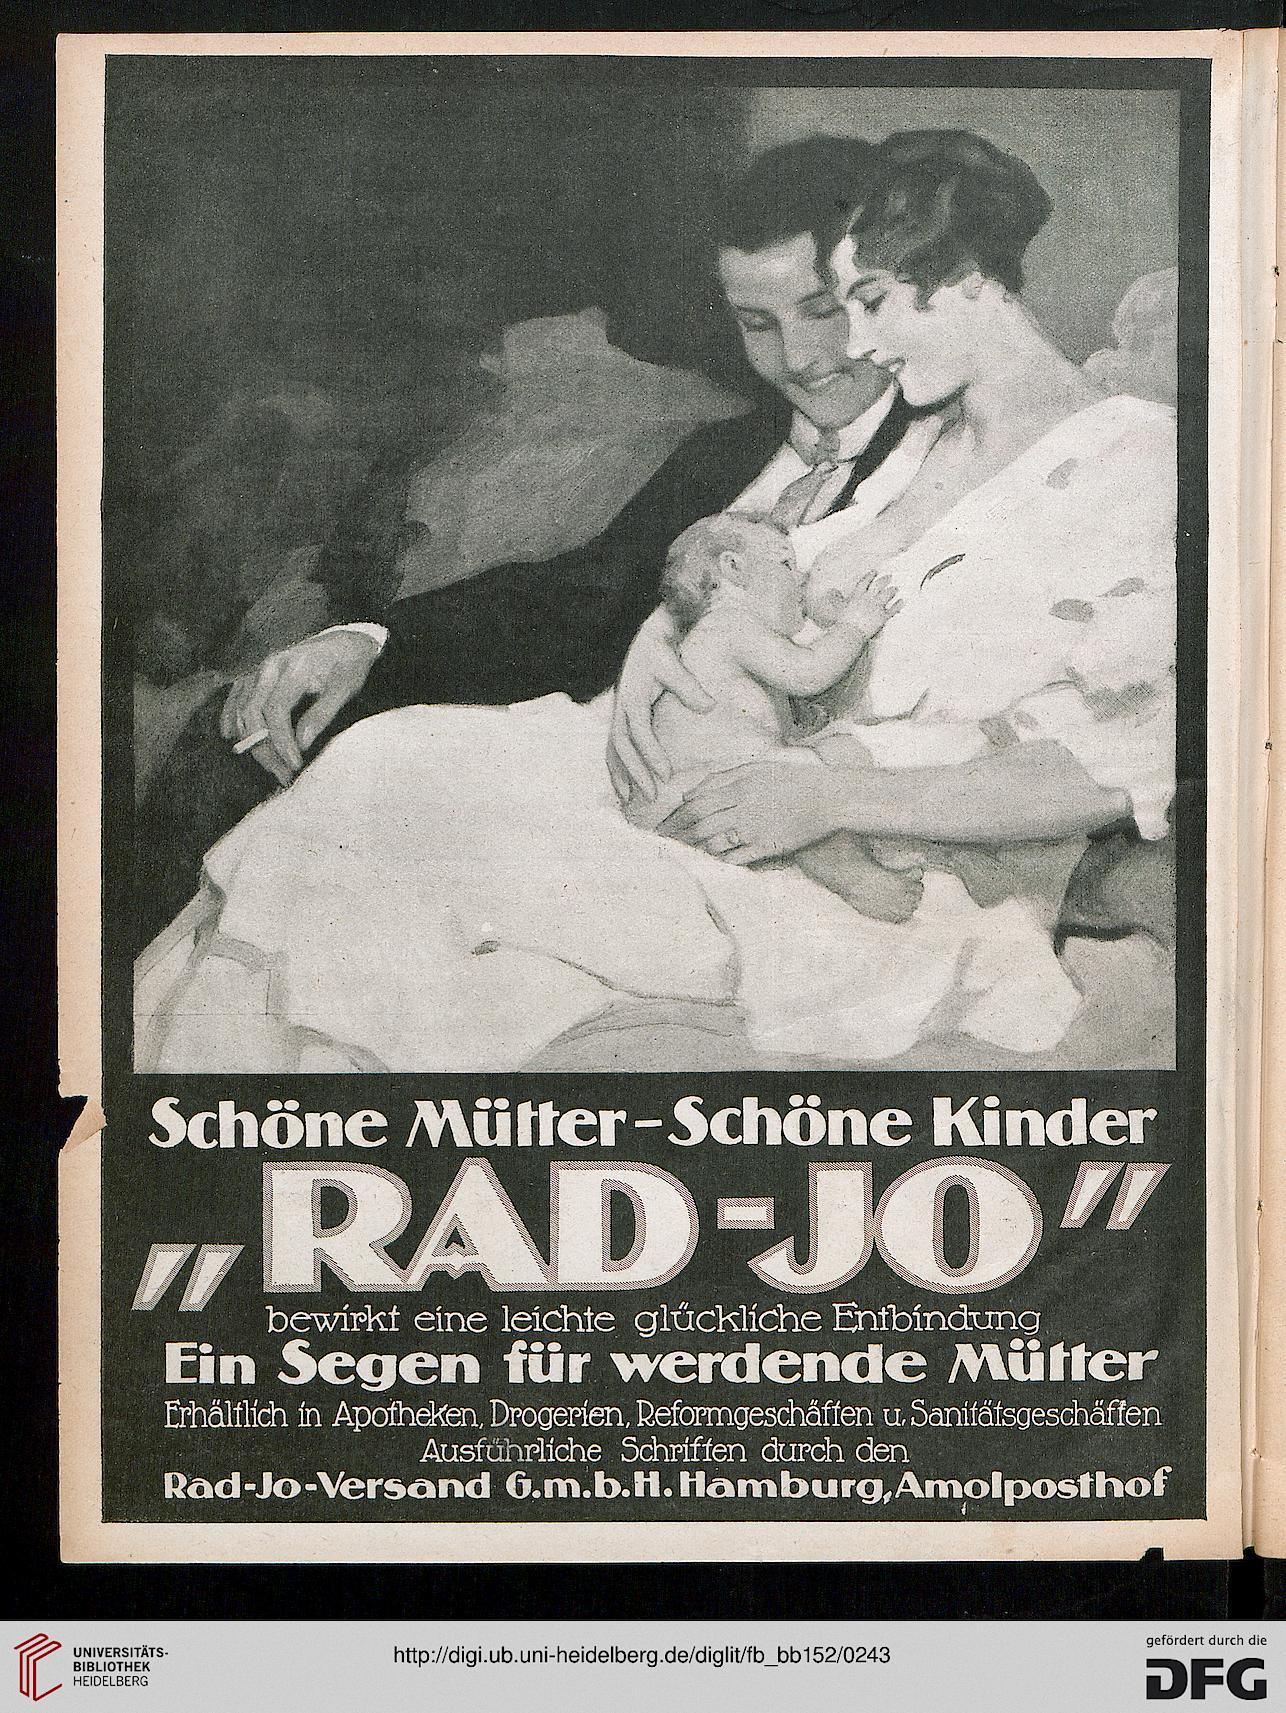 Schöne Mütter-Schöne Kinder
„RAD-JO”
bewirkt eine leichte glückliche Entbindung
Ein Segen für werdende Mütter
Erhältlich in Apotheken, Drogerien, Reformgeschäften u. Sanitätsgeschäften
Ausführliche Schriften durch den
Rad-Jo-Versand G.m.b.H. Hamburg, Amolposthof
UNIVERSITÄTS-
BIBLIOTHEK
HEIDELBERG
http://digi.ub.uni-heidelberg.de/diglit/fb_bb152/0243
gefördert durch die
DFG